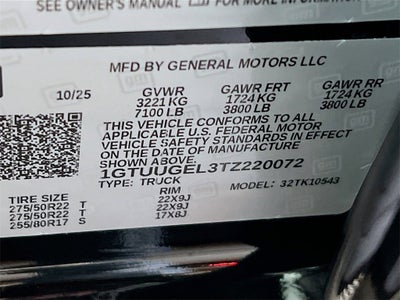 SEE OWNER'S MANUAL
MFD BY GENERAL MOTORS LLC
10/25 GVWR GAWR FRT GAWR RR
3221 KG 1724 KG 1724 KG
7100 LB 3800 LB 3800 LB
THIS VEHICLE CONFORMS TO ALL
APPLICABLE U.S. FEDERAL MOTOR
VEHICLE SAFETY STANDARDS IN EFFECT
ON THE DATE OF MANUFACTURE
SHOWN ABOVE.
1GTUUGEL3TZ220072
TYPE: TRUCK MODEL: 32TK10543
TIRE SIZE RIM
275/50R22 T 22X9J
275/50R22 T 22X9J
255/80R17 S 17X8J